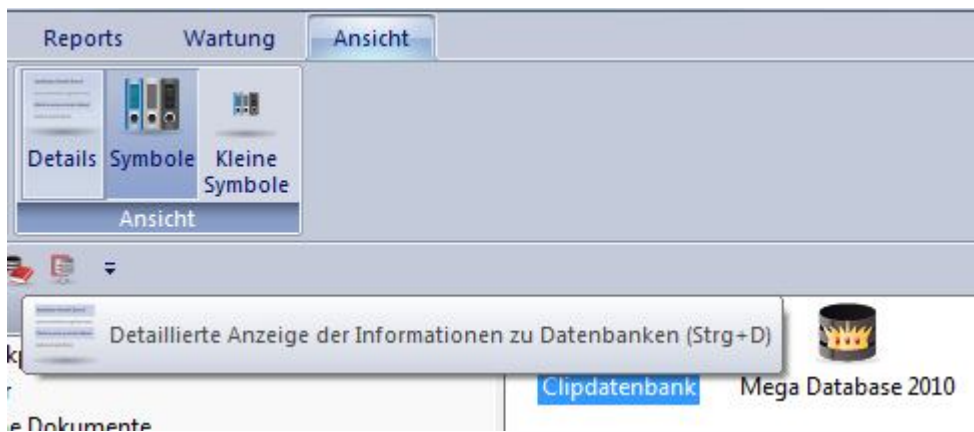 Reports Wartung Ansicht
Details Symbole Kleine Symbole
Ansicht
Detaillierte Anzeige der Informationen zu Datenbanken (Strg+D)
Clipdatenbank Mega Database 2010
Dokumente